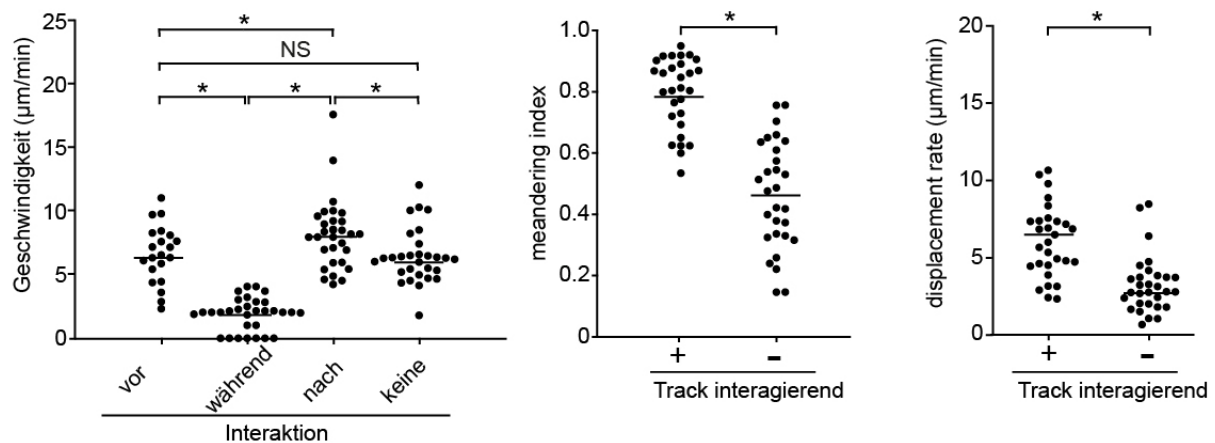 Geschwindigkeit (µm/min)
25
20
15
10
5
0
*
NS
*
*
*
vor
während
nach
keine
Interaktion
meandering index
1.0
0.8
0.6
0.4
0.2
0
*
+
-
Track interagierend
displacement rate (µm/min)
20
15
10
5
0
*
+
-
Track interagierend